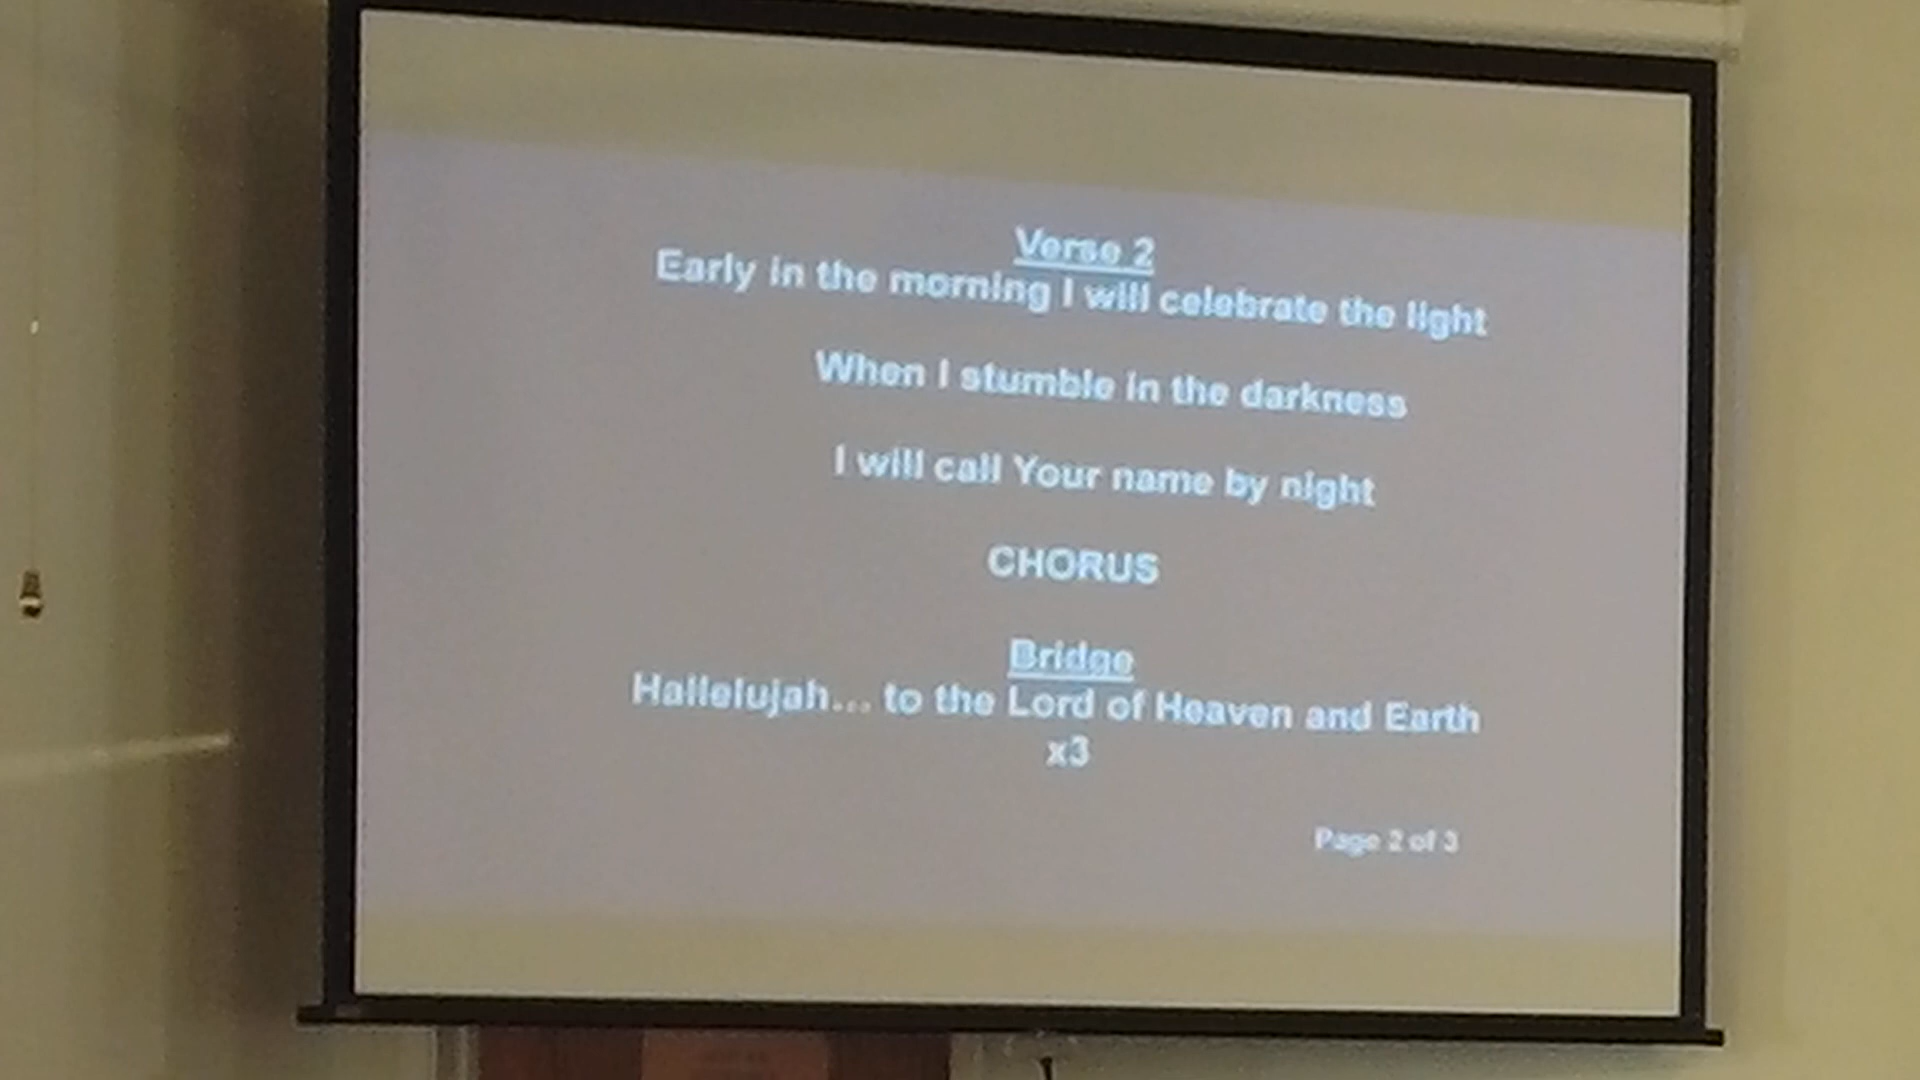 Verse 2
Early in the morning I will celebrate the light
When I stumble in the darkness
I will call Your name by night
CHORUS
Bridge
Hallelujah... to the Lord of Heaven and Earth
x3
Page 2 of 3